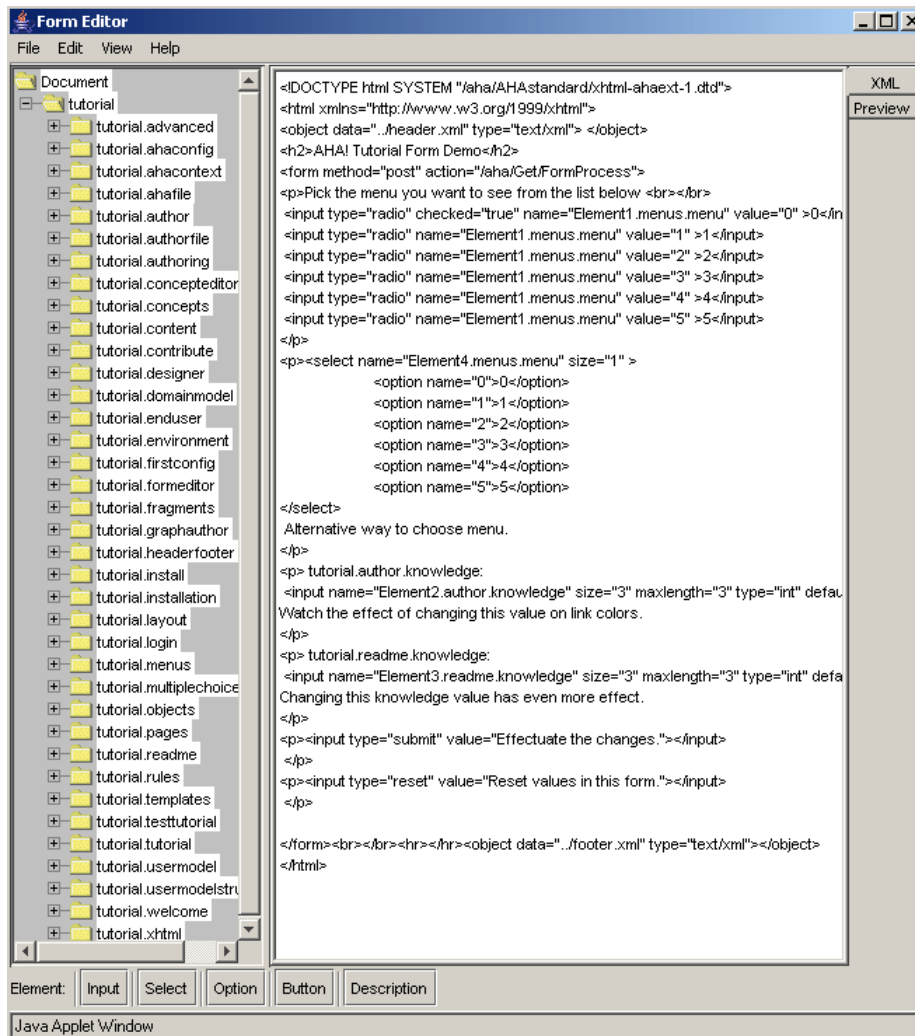 Form Editor
File Edit View Help
Document
tutorial
tutorial.advanced
tutorial.ahaconfig
tutorial.ahacontext
tutorial.ahafile
tutorial.author
tutorial.authorfile
tutorial.authoring
tutorial.concepteditor
tutorial.concepts
tutorial.content
tutorial.contribute
tutorial.designer
tutorial.domainmodel
tutorial.enduser
tutorial.environment
tutorial.firstconfig
tutorial.formeditor
tutorial.fragments
tutorial.graphauthor
tutorial.headerfooter
tutorial.install
tutorial.installation
tutorial.layout
tutorial.login
tutorial.menus
tutorial.multiplechoice
tutorial.objects
tutorial.pages
tutorial.readme
tutorial.rules
tutorial.templates
tutorial.testtutorial
tutorial.tutorial
tutorial.usermodel
tutorial.usermodelstru
tutorial.welcome
tutorial.xhtml
<!DOCTYPE html SYSTEM "/aha/AHAstandard/xhtml-ahaext-1.dtd">
<html xmlns="http://www.w3.org/1999/xhtml">
<object data="../header.xml" type="text/xml"> </object>
<h2>AHA! Tutorial Form Demo</h2>
<form method="post" action="/aha/Get/FormProcess">
<p>Pick the menu you want to see from the list below <br></br>
<input type="radio" checked="true" name="Element1.menus.menu" value="0" >0</in
<input type="radio" name="Element1.menus.menu" value="1" >1</input>
<input type="radio" name="Element1.menus.menu" value="2" >2</input>
<input type="radio" name="Element1.menus.menu" value="3" >3</input>
<input type="radio" name="Element1.menus.menu" value="4" >4</input>
<input type="radio" name="Element1.menus.menu" value="5" >5</input>
</p>
<p><select name="Element4.menus.menu" size="1" >
<option name="0">0</option>
<option name="1">1</option>
<option name="2">2</option>
<option name="3">3</option>
<option name="4">4</option>
<option name="5">5</option>
</select>
Alternative way to choose menu.
</p>
<p> tutorial.author.knowledge:
<input name="Element2.author.knowledge" size="3" maxlength="3" type="int" defau
Watch the effect of changing this value on link colors.
</p>
<p> tutorial.readme.knowledge:
<input name="Element3.readme.knowledge" size="3" maxlength="3" type="int" defa
Changing this knowledge value has even more effect.
</p>
<p><input type="submit" value="Effectuate the changes."></input>
</p>
<p><input type="reset" value="Reset values in this form."></input>
</p>
</form><br></br><hr></hr><object data="../footer.xml" type="text/xml"></object>
</html>
XML
Preview
Element: Input Select Option Button Description
Java Applet Window